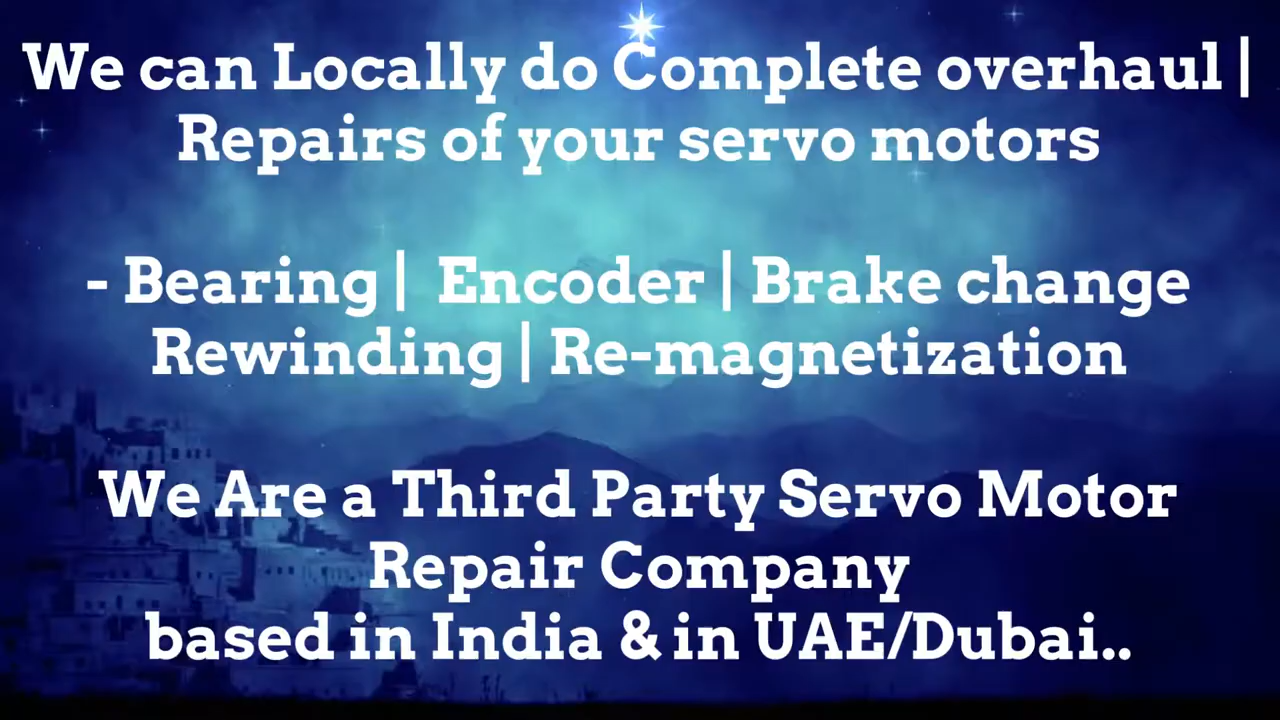 We can Locally do Complete overhaul |
Repairs of your servo motors
- Bearing | Encoder | Brake change
Rewinding | Re-magnetization
We Are a Third Party Servo Motor
Repair Company
based in India & in UAE/Dubai..